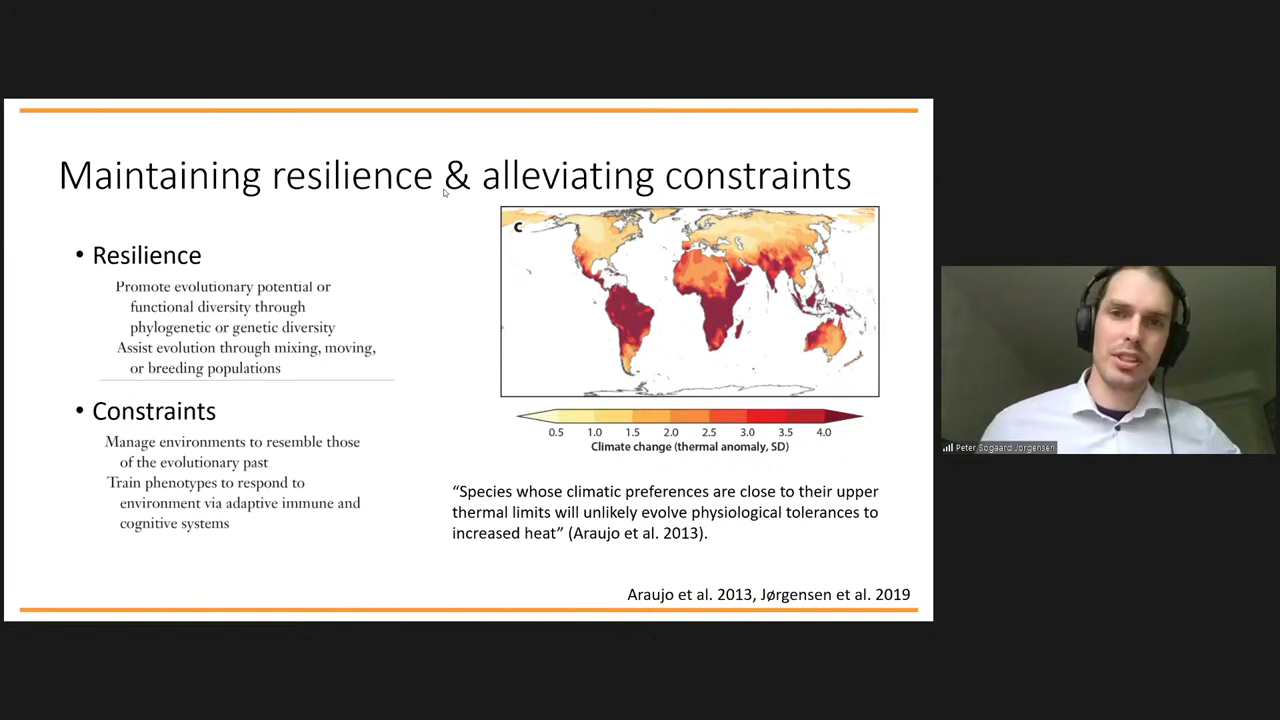 Maintaining resilience & alleviating constraints
• Resilience
Promote evolutionary potential or
functional diversity through
phylogenetic or genetic diversity
Assist evolution through mixing, moving,
or breeding populations
• Constraints
Manage environments to resemble those
of the evolutionary past
Train phenotypes to respond to
environment via adaptive immune and
cognitive systems
c
0.5 1.0 1.5 2.0 2.5 3.0 3.5 4.0
Climate change (thermal anomaly, SD)
“Species whose climatic preferences are close to their upper
thermal limits will unlikely evolve physiological tolerances to
increased heat” (Araujo et al. 2013).
Araujo et al. 2013, Jørgensen et al. 2019
Peter Sogaard Jorgensen